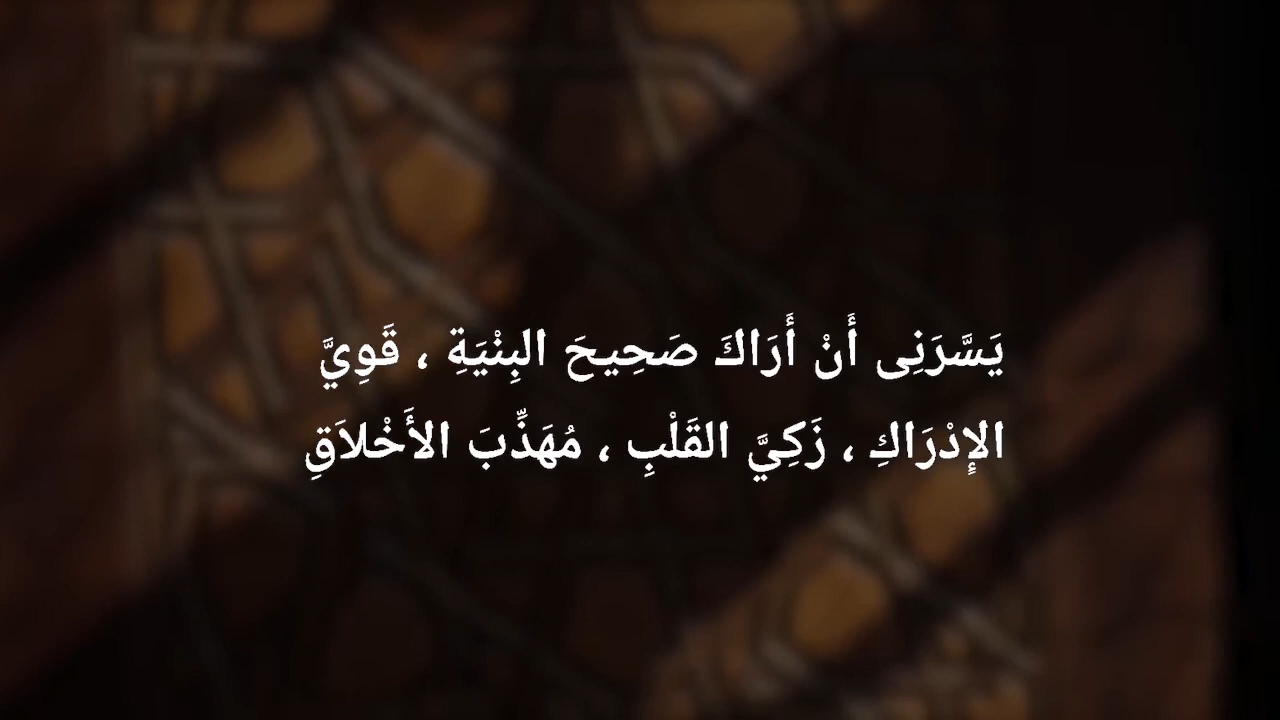 يَسَّرَنِى أَنْ أَرَاكَ صَحِيحَ البِنْيَةِ ، قَوِيَّ
الإِدْرَاكِ ، زَكِيَّ القَلْبِ ، مُهَذِّبَ الأَخْلاَقِ